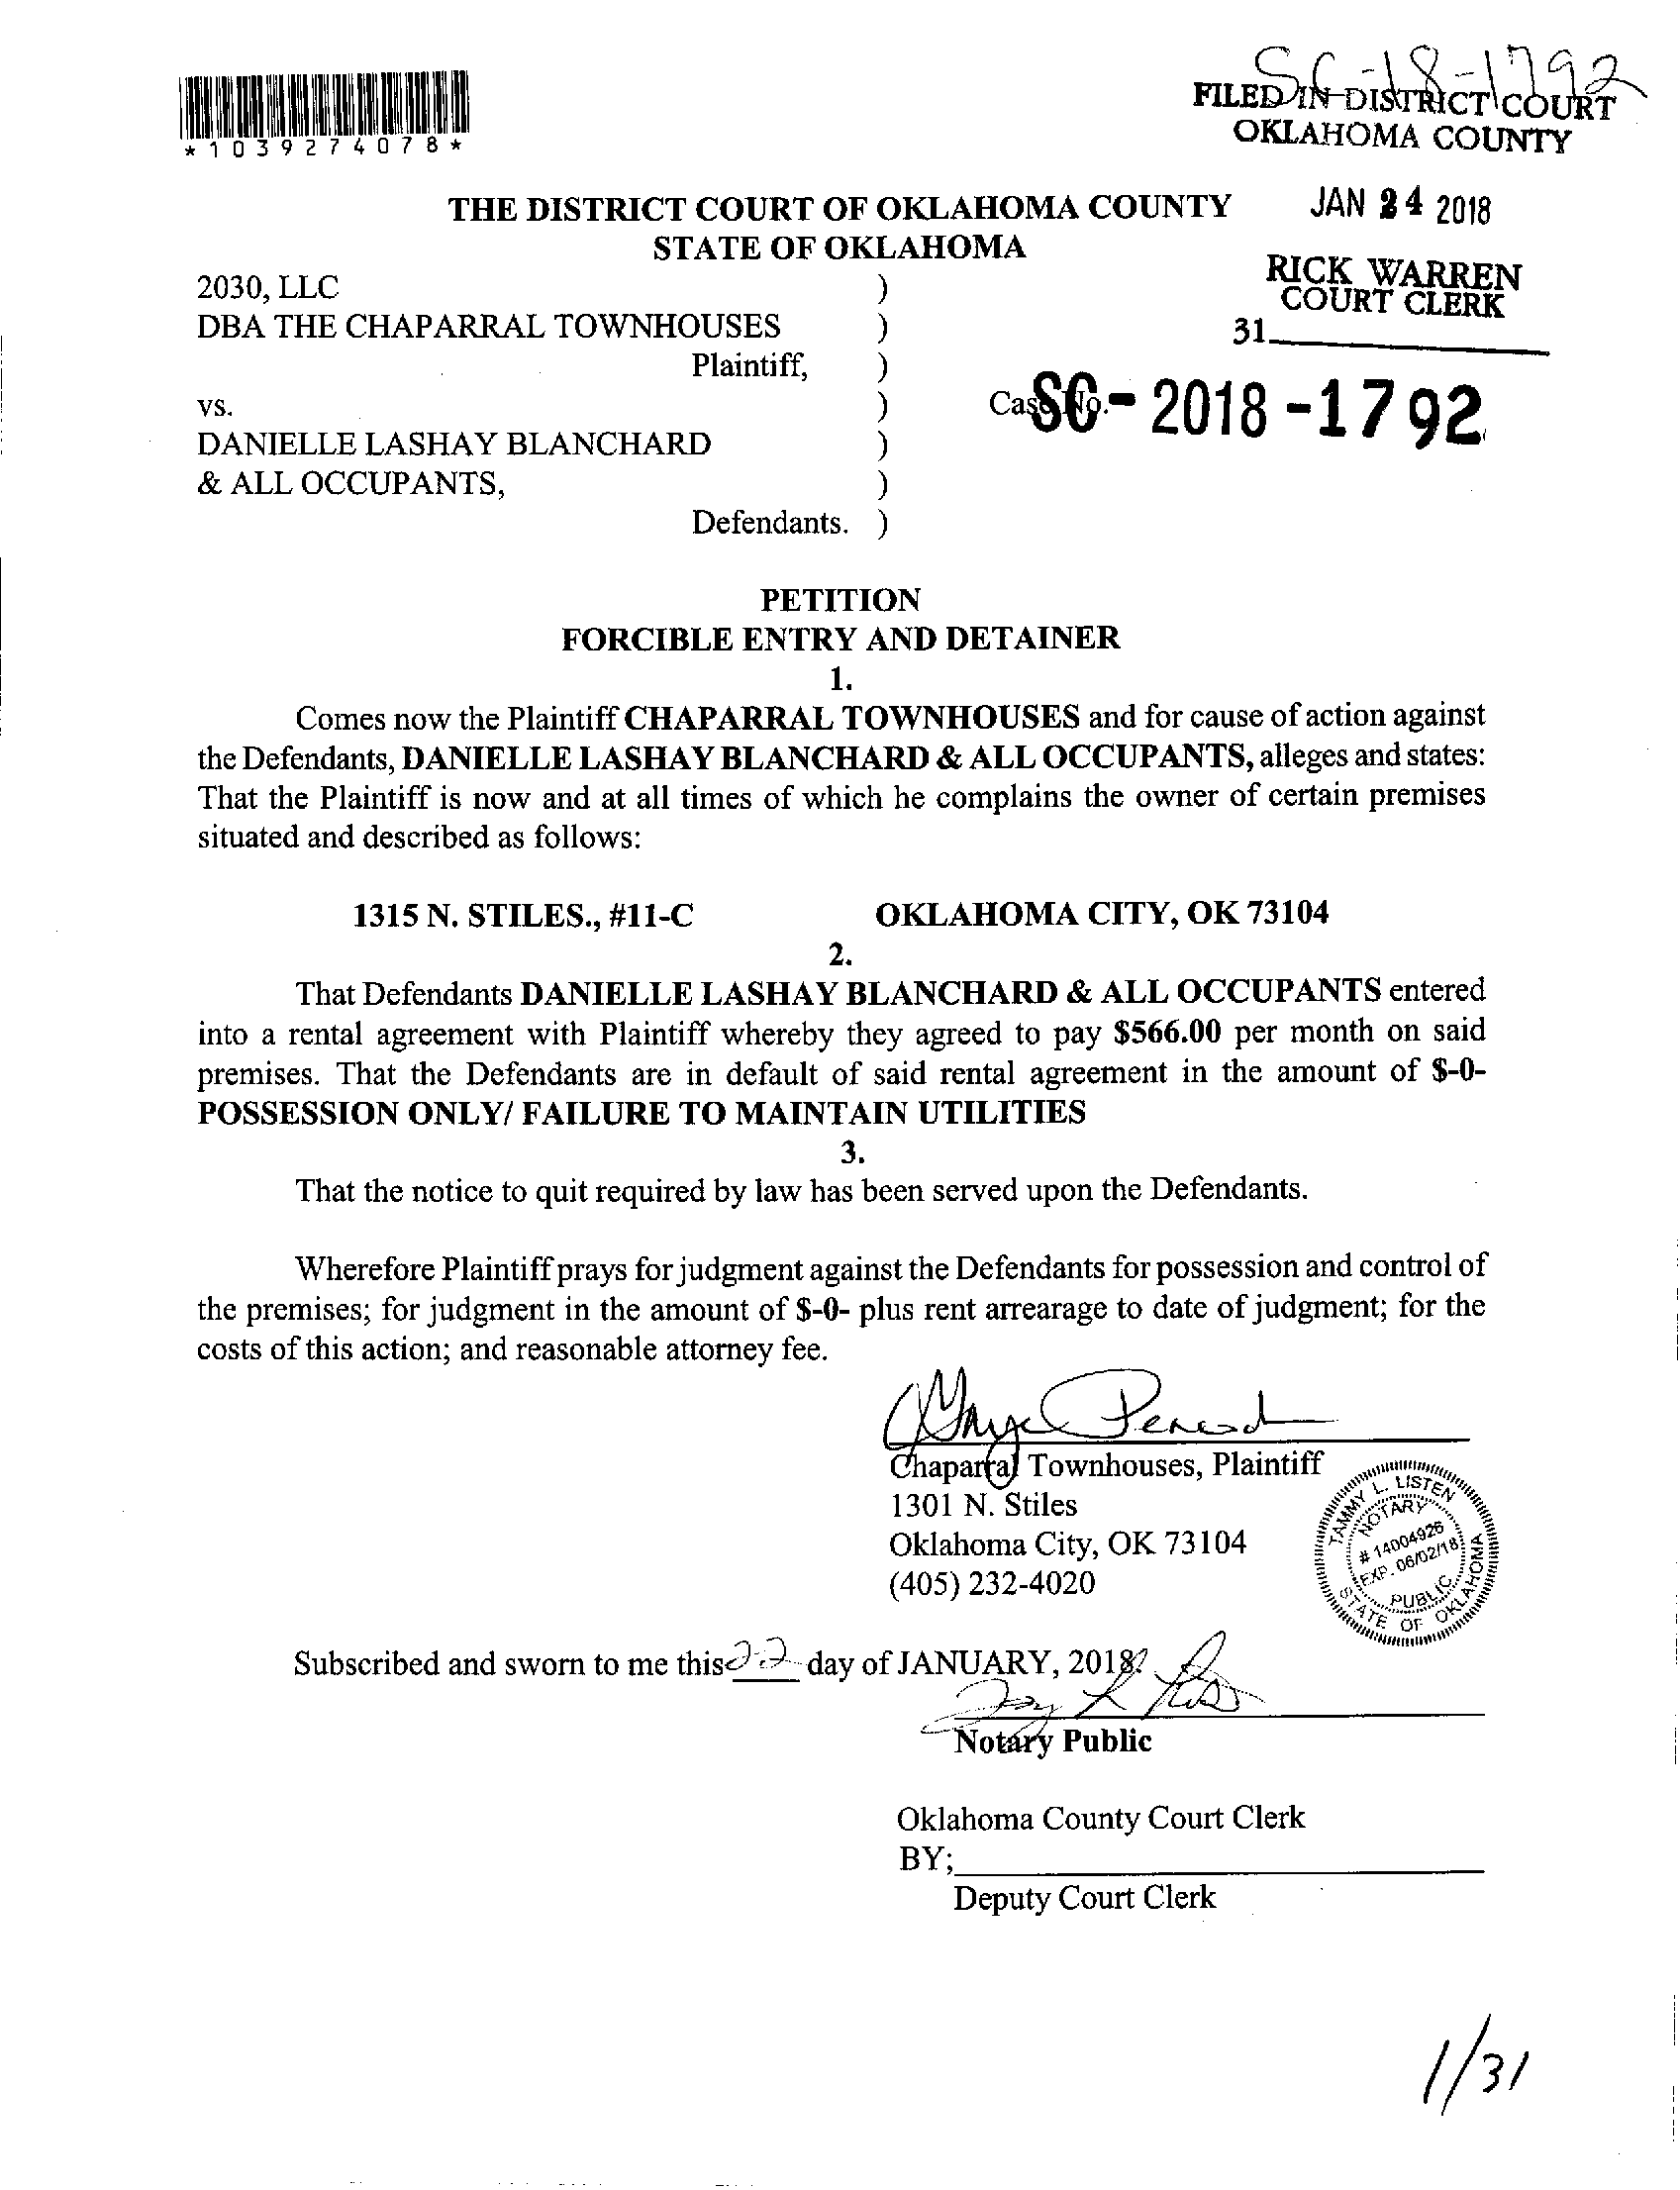 SC-18-1792
FILED IN DISTRICT COURT
OKLAHOMA COUNTY
*1039274078*
JAN 24 2018
THE DISTRICT COURT OF OKLAHOMA COUNTY
STATE OF OKLAHOMA
RICK WARREN
COURT CLERK
31
2030, LLC )
DBA THE CHAPARRAL TOWNHOUSES )
Plaintiff, )
vs. ) Case No. SC-2018-1792
DANIELLE LASHAY BLANCHARD )
& ALL OCCUPANTS, )
Defendants. )
PETITION
FORCIBLE ENTRY AND DETAINER
1.
Comes now the Plaintiff CHAPARRAL TOWNHOUSES and for cause of action against
the Defendants, DANIELLE LASHAY BLANCHARD & ALL OCCUPANTS, alleges and states:
That the Plaintiff is now and at all times of which he complains the owner of certain premises
situated and described as follows:
1315 N. STILES., #11-C OKLAHOMA CITY, OK 73104
2.
That Defendants DANIELLE LASHAY BLANCHARD & ALL OCCUPANTS entered
into a rental agreement with Plaintiff whereby they agreed to pay $566.00 per month on said
premises. That the Defendants are in default of said rental agreement in the amount of $-0-
POSSESSION ONLY/ FAILURE TO MAINTAIN UTILITIES
3.
That the notice to quit required by law has been served upon the Defendants.
Wherefore Plaintiff prays for judgment against the Defendants for possession and control of
the premises; for judgment in the amount of $-0- plus rent arrearage to date of judgment; for the
costs of this action; and reasonable attorney fee.
Chaparral Townhouses, Plaintiff
1301 N. Stiles
Oklahoma City, OK 73104
(405) 232-4020
TAMMY L. LISTEN
NOTARY
# 14004926
EXP. 06/02/18
PUBLIC
STATE OF OKLAHOMA
Subscribed and sworn to me this 22 day of JANUARY, 2018.
Notary Public
Oklahoma County Court Clerk
BY;
Deputy Court Clerk
1/31